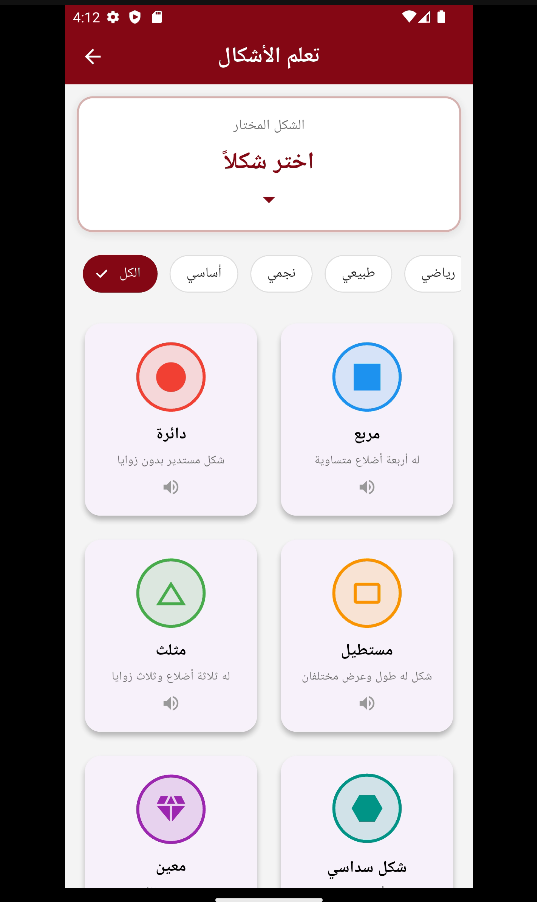 4:12
تعلم الأشكال
الشكل المختار
اختر شكلاً
الكل
أساسي
نجمي
طبيعي
رياضي
دائرة
شكل مستدير بدون زوايا
مربع
له أربعة أضلاع متساوية
مثلث
له ثلاثة أضلاع وثلاث زوايا
مستطيل
شكل له طول وعرض مختلفان
معين
شكل سداسي